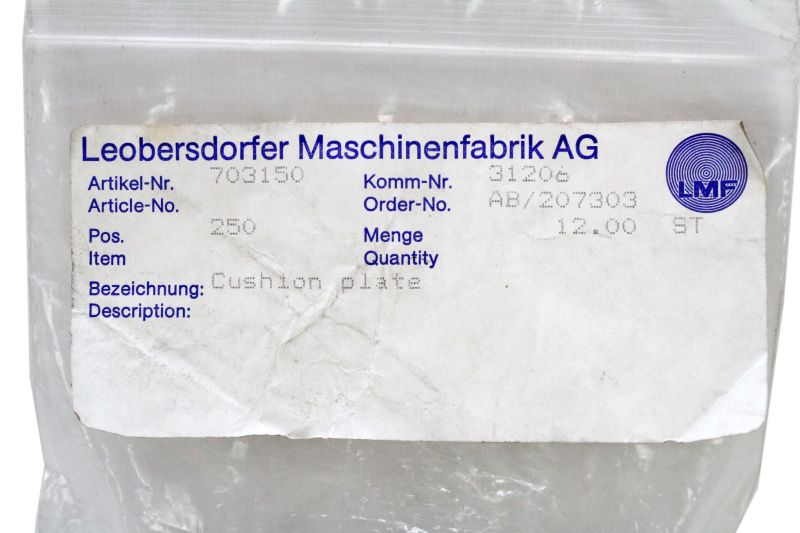 Leobersdorfer Maschinenfabrik AG
LMF
Artikel-Nr. 703150 Komm-Nr. 31206
Article-No. Order-No. AB/207303
Pos. 250 Menge 12.00 ST
Item Quantity
Bezeichnung: Cushion plate
Description: